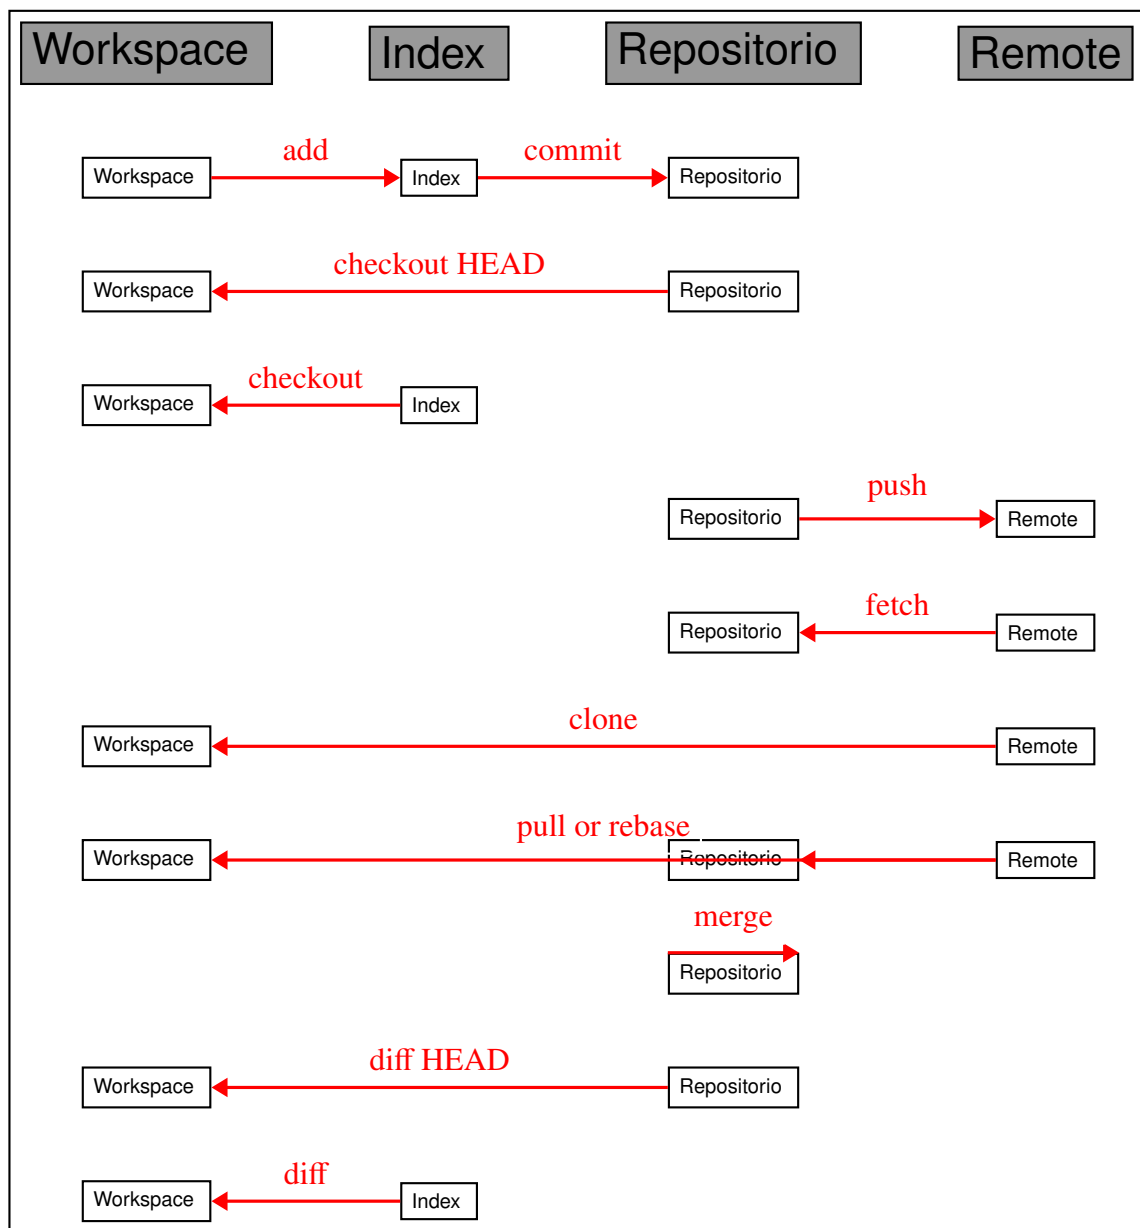 Workspace Index Repositorio Remote
add commit
Workspace Index Repositorio
checkout HEAD
Workspace Repositorio
checkout
Workspace Index
push
Repositorio Remote
fetch
Repositorio Remote
clone
Workspace Remote
pull or rebase
Workspace Repositorio Remote
merge
Repositorio
diff HEAD
Workspace Repositorio
diff
Workspace Index